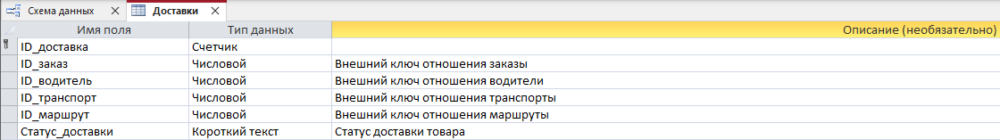 Схема данных Доставки
Имя поля Тип данных Описание (необязательно)
ID_доставка Счетчик
ID_заказ Числовой Внешний ключ отношения заказы
ID_водитель Числовой Внешний ключ отношения водители
ID_транспорт Числовой Внешний ключ отношения транспорты
ID_маршрут Числовой Внешний ключ отношения маршруты
Статус_доставки Короткий текст Статус доставки товара